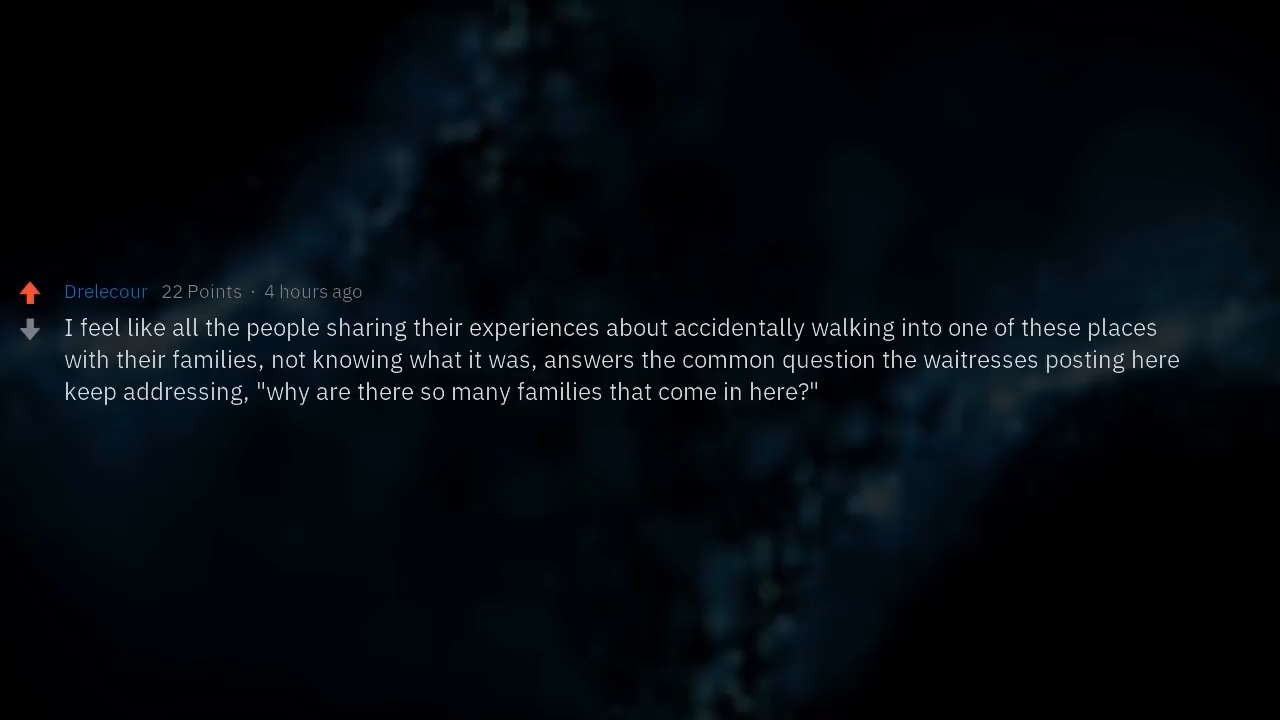 Drelecour 22 Points · 4 hours ago
I feel like all the people sharing their experiences about accidentally walking into one of these places
with their families, not knowing what it was, answers the common question the waitresses posting here
keep addressing, "why are there so many families that come in here?"